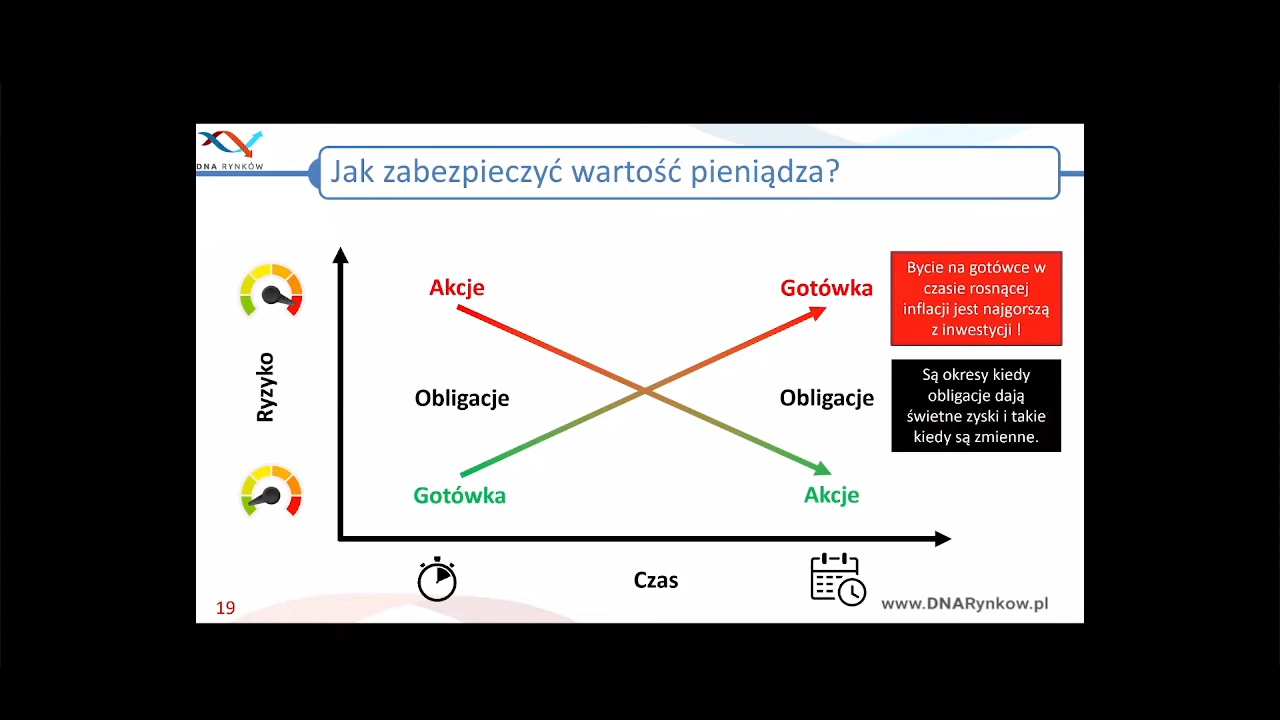 DNA RYNKÓW
Jak zabezpieczyć wartość pieniądza?
Ryzyko
Akcje
Gotówka
Obligacje
Obligacje
Gotówka
Akcje
Bycie na gotówce w
czasie rosnącej
inflacji jest najgorszą
z inwestycji !
Są okresy kiedy
obligacje dają
świetne zyski i takie
kiedy są zmienne.
Czas
19
www.DNARynkow.pl